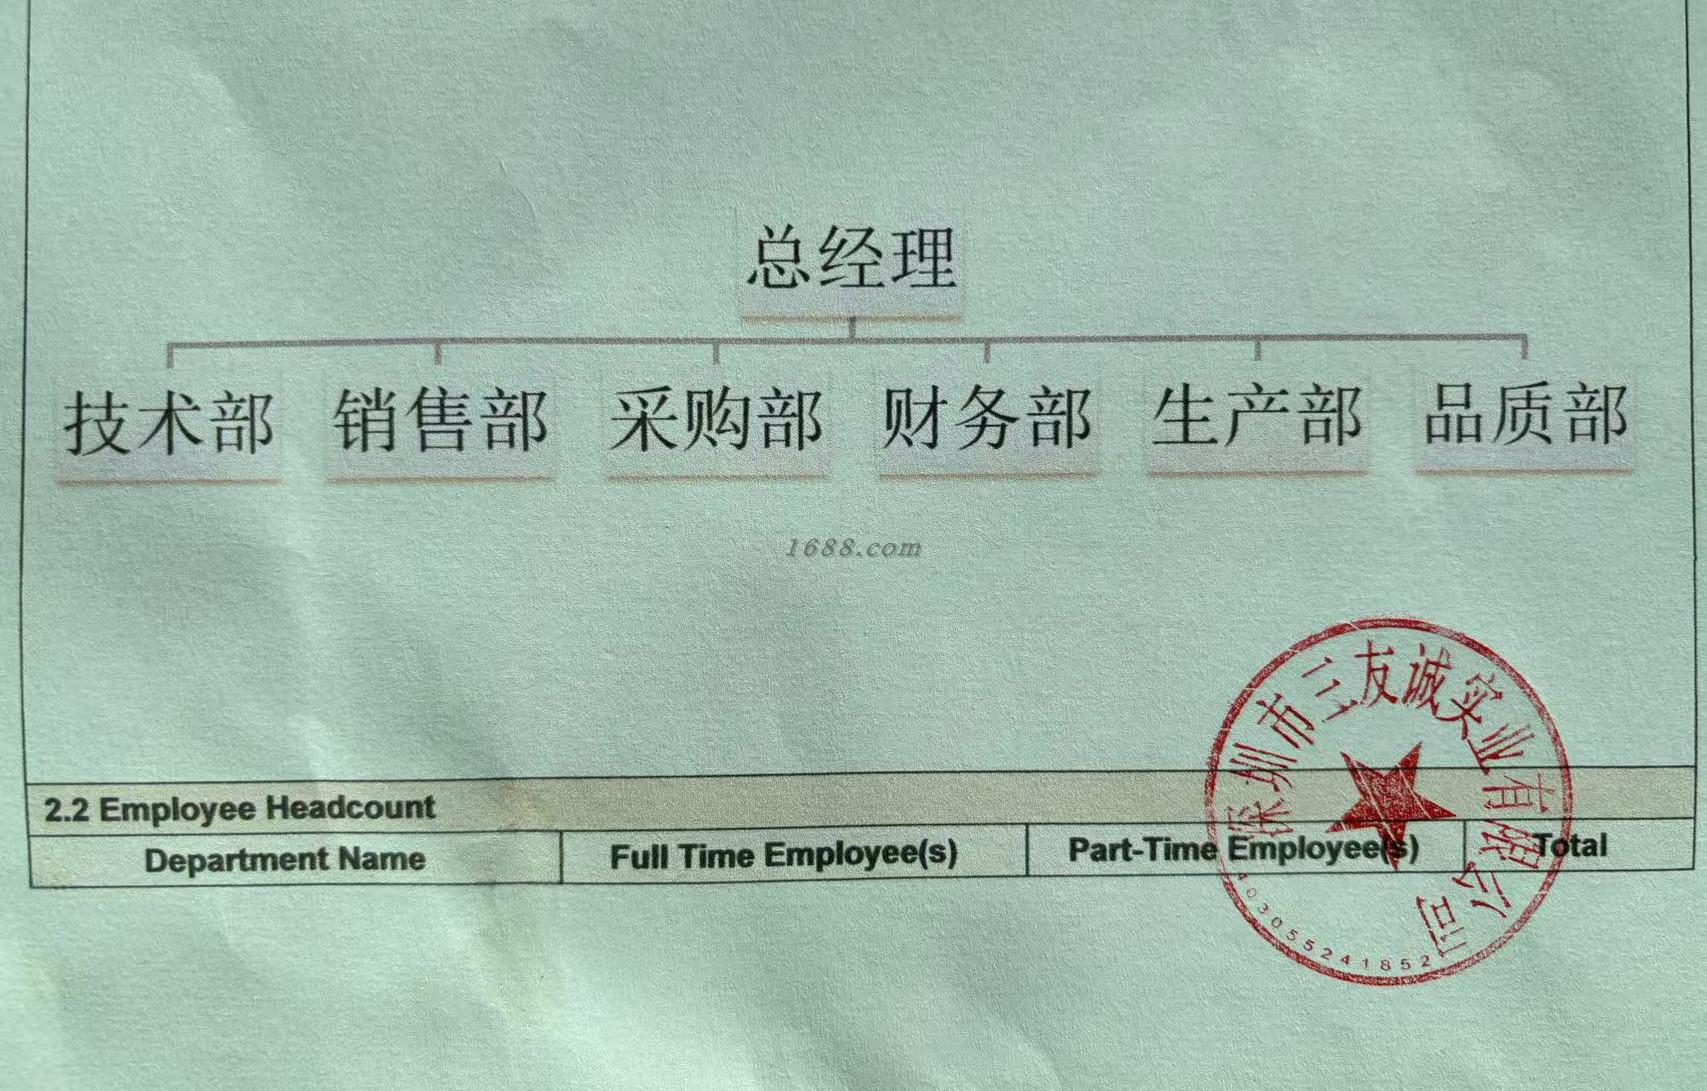 总经理
技术部 销售部 采购部 财务部 生产部 品质部
1688.com
深圳市三友诚实业有限公司
403055241852
2.2 Employee Headcount
Department Name Full Time Employee(s) Part-Time Employee(s) Total